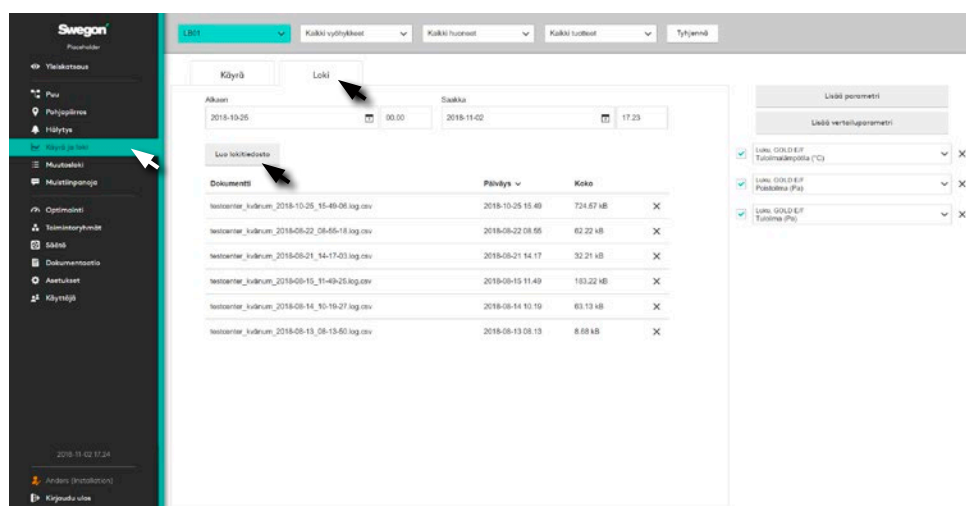 Swegon
Placeholder
Yleiskatsaus
Puu
Pohjapiirros
Hälytys
Käyrä ja loki
Muutosloki
Muistiinpanoja
Optimointi
Toimintoryhmät
Säätö
Dokumentaatio
Asetukset
Käyttäjä
2018-11-02 17.24
Anders (Installation)
Kirjaudu ulos
LB01 Kaikki vyöhykkeet Kaikki huoneet Kaikki tuotteet Tyhjennä
Käyrä Loki
Alkaen Saakka
2018-10-25 00.00 2018-11-02 17.23
Luo lokitiedosto
Dokumentti Päiväys Koko
testcenter_kvänum_2018-10-25_15-49-06.log.csv 2018-10-25 15.49 724.57 kB
testcenter_kvänum_2018-08-22_08-55-18.log.csv 2018-08-22 08.55 62.22 kB
testcenter_kvänum_2018-08-21_14-17-03.log.csv 2018-08-21 14.17 32.21 kB
testcenter_kvänum_2018-08-15_11-49-25.log.csv 2018-08-15 11.49 163.22 kB
testcenter_kvänum_2018-08-14_10-19-27.log.csv 2018-08-14 10.19 63.13 kB
testcenter_kvänum_2018-08-13_08-13-50.log.csv 2018-08-13 08.13 8.68 kB
Lisää parametri
Lisää vertailuparametri
Luku, GOLD E/F
Tuloilmalämpötila (°C)
Luku, GOLD E/F
Poistoilma (Pa)
Luku, GOLD E/F
Tuloilma (Pa)